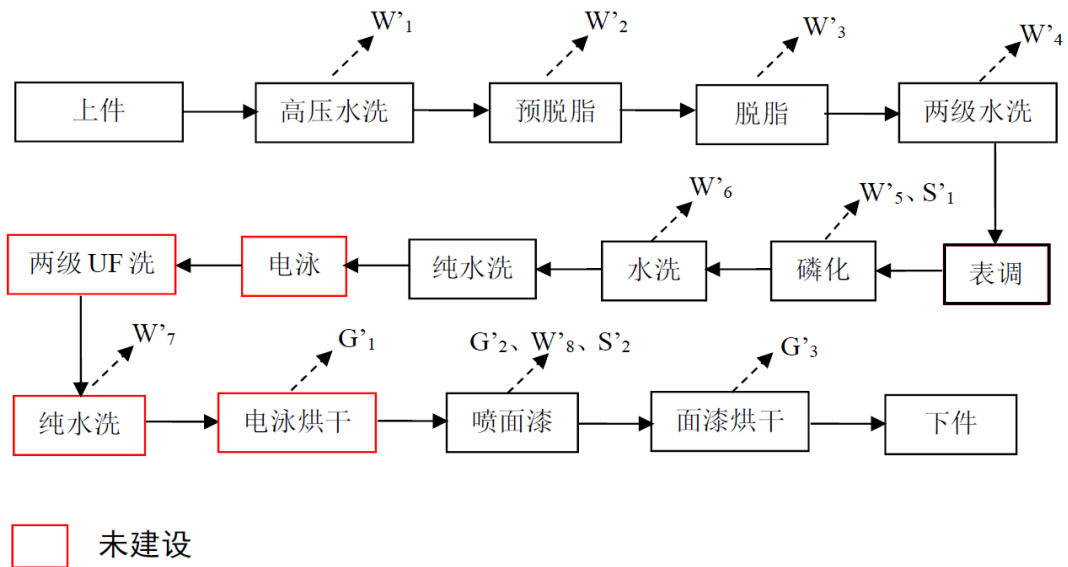 W’1 W’2 W’3 W’4
上件 高压水洗 预脱脂 脱脂 两级水洗
W’6 W’5、S’1
两级 UF 洗 电泳 纯水洗 水洗 磷化 表调
W’7 G’1 G’2、W’8、S’2 G’3
纯水洗 电泳烘干 喷面漆 面漆烘干 下件
未建设